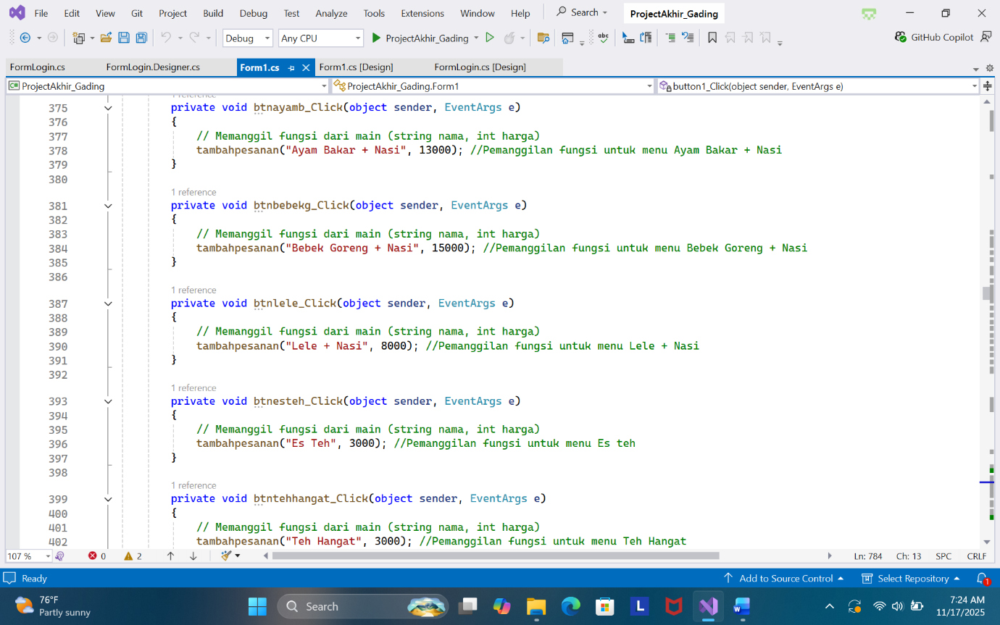 File Edit View Git Project Build Debug Test Analyze Tools Extensions Window Help Search ProjectAkhir_Gading
Debug Any CPU ProjectAkhir_Gading abc GitHub Copilot
FormLogin.cs FormLogin.Designer.cs Form1.cs Form1.cs [Design] FormLogin.cs [Design]
C# ProjectAkhir_Gading ProjectAkhir_Gading.Form1 button1_Click(object sender, EventArgs e)
1 reference
375 private void btnayamb_Click(object sender, EventArgs e)
376 {
377 // Memanggil fungsi dari main (string nama, int harga)
378 tambahpesanan("Ayam Bakar + Nasi", 13000); //Pemanggilan fungsi untuk menu Ayam Bakar + Nasi
379 }
380
1 reference
381 private void btnbebekg_Click(object sender, EventArgs e)
382 {
383 // Memanggil fungsi dari main (string nama, int harga)
384 tambahpesanan("Bebek Goreng + Nasi", 15000); //Pemanggilan fungsi untuk menu Bebek Goreng + Nasi
385 }
386
1 reference
387 private void btnlele_Click(object sender, EventArgs e)
388 {
389 // Memanggil fungsi dari main (string nama, int harga)
390 tambahpesanan("Lele + Nasi", 8000); //Pemanggilan fungsi untuk menu Lele + Nasi
391 }
392
1 reference
393 private void btnesteh_Click(object sender, EventArgs e)
394 {
395 // Memanggil fungsi dari main (string nama, int harga)
396 tambahpesanan("Es Teh", 3000); //Pemanggilan fungsi untuk menu Es teh
397 }
398
1 reference
399 private void btntehhangat_Click(object sender, EventArgs e)
400 {
401 // Memanggil fungsi dari main (string nama, int harga)
402 tambahpesanan("Teh Hangat", 3000); //Pemanggilan fungsi untuk menu Teh Hangat
107 % 0 2 Ln: 784 Ch: 13 SPC CRLF
Ready Add to Source Control Select Repository 1
76°F Search L W 7:24 AM
Partly sunny 11/17/2025